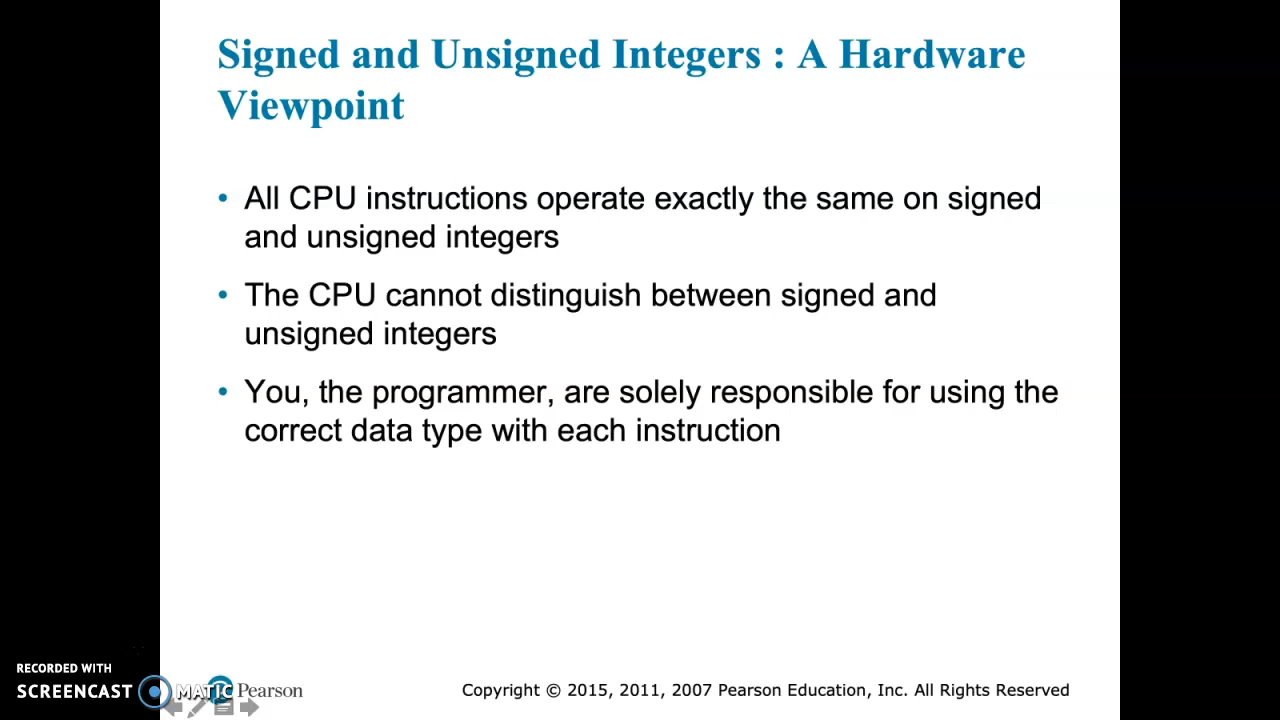 Signed and Unsigned Integers : A Hardware
Viewpoint
• All CPU instructions operate exactly the same on signed
and unsigned integers
• The CPU cannot distinguish between signed and
unsigned integers
• You, the programmer, are solely responsible for using the
correct data type with each instruction
RECORDED WITH
SCREENCAST MATIC
Pearson
Copyright © 2015, 2011, 2007 Pearson Education, Inc. All Rights Reserved